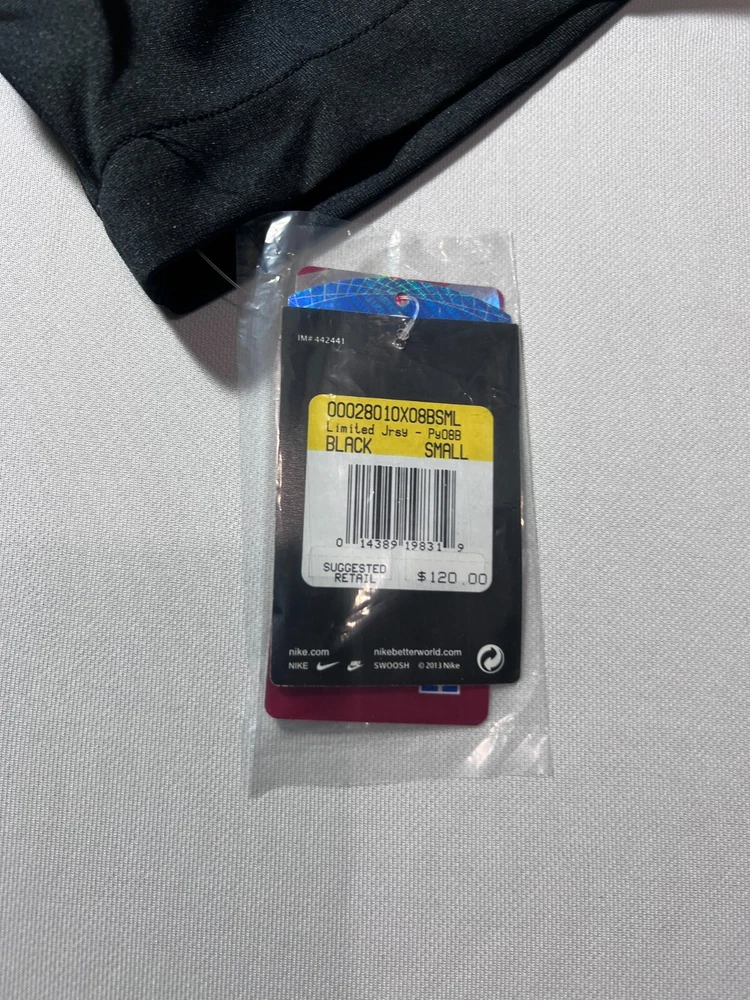 IM# 442441
00028010X08BSML
Limited Jrsy - Py08B
BLACK SMALL
0 14389 19831 9
SUGGESTED RETAIL $120.00
nike.com nikebetterworld.com
NIKE SWOOSH © 2013 Nike